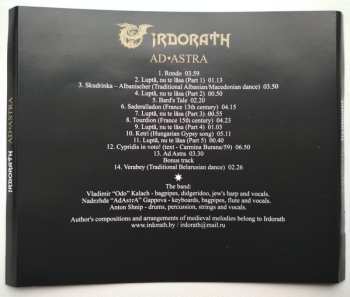 IRDORATH
AD•ASTRA
1. Rondo 03.59
2. Luptă, nu te lăsa (Part 1) 01.13
3. Skudrinka – Albanischer (Traditional Albanian/Macedonian dance) 03.50
4. Luptă, nu te lăsa (Part 2) 00.50
5. Bard's Tale 02.20
6. Saderalladon (France 13th century) 04.15
7. Luptă, nu te lăsa (Part 3) 00.55
8. Tourdion (France 15th century) 04.23
9. Luptă, nu te lăsa (Part 4) 01.03
10. Ketri (Hungarian Gypsy song) 05.11
11. Luptă, nu te lăsa (Part 5) 00.40
12. Cypridis in voto! (text - Carmina Burana/59) 06.50
13. Ad Astra 03.30
Bonus track
14. Verabey (Traditional Belarusian dance) 02.26
The band:
Vladimir "Odo" Kalach - bagpipes, didgeridoo, jew's harp and vocals.
Nadezhda "AdAstrA" Gappova - keyboards, bagpipes, flute and vocals.
Anton Shnip - drums, percussion, strings and vocals.
Author's compositions and arrangements of medieval melodies belong to Irdorath
www.irdorath.by / irdorath@mail.ru
IRDORATH AD•ASTRA